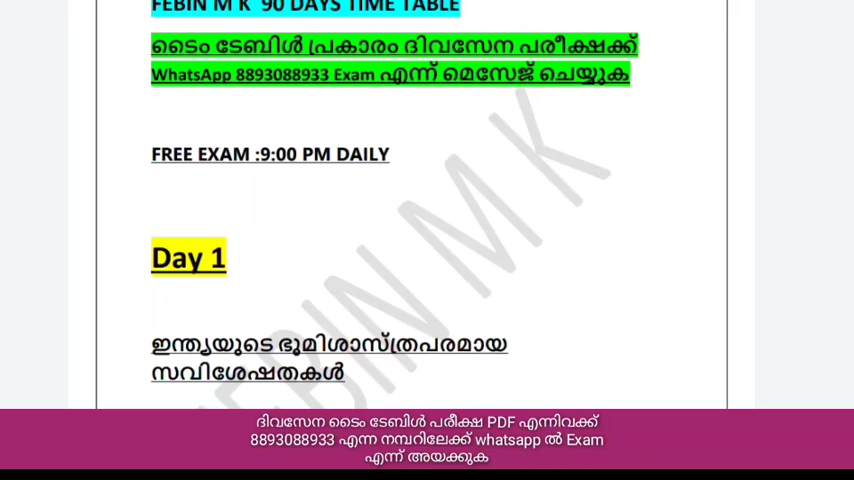 FEBIN M K 90 DAYS TIME TABLE
ടൈം ടേബിൾ പ്രകാരം ദിവസേന പരീക്ഷക്ക്
WhatsApp 8893088933 Exam എന്ന് മെസേജ് ചെയ്യുക
FREE EXAM :9:00 PM DAILY
Day 1
ഇന്ത്യയുടെ ഭൂമിശാസ്ത്രപരമായ
സവിശേഷതകൾ
FEBIN M K
ദിവസേന ടൈം ടേബിൾ പരീക്ഷ PDF എന്നിവക്ക്
8893088933 എന്ന നമ്പറിലേക്ക് whatsapp ൽ Exam
എന്ന് അയക്കുക